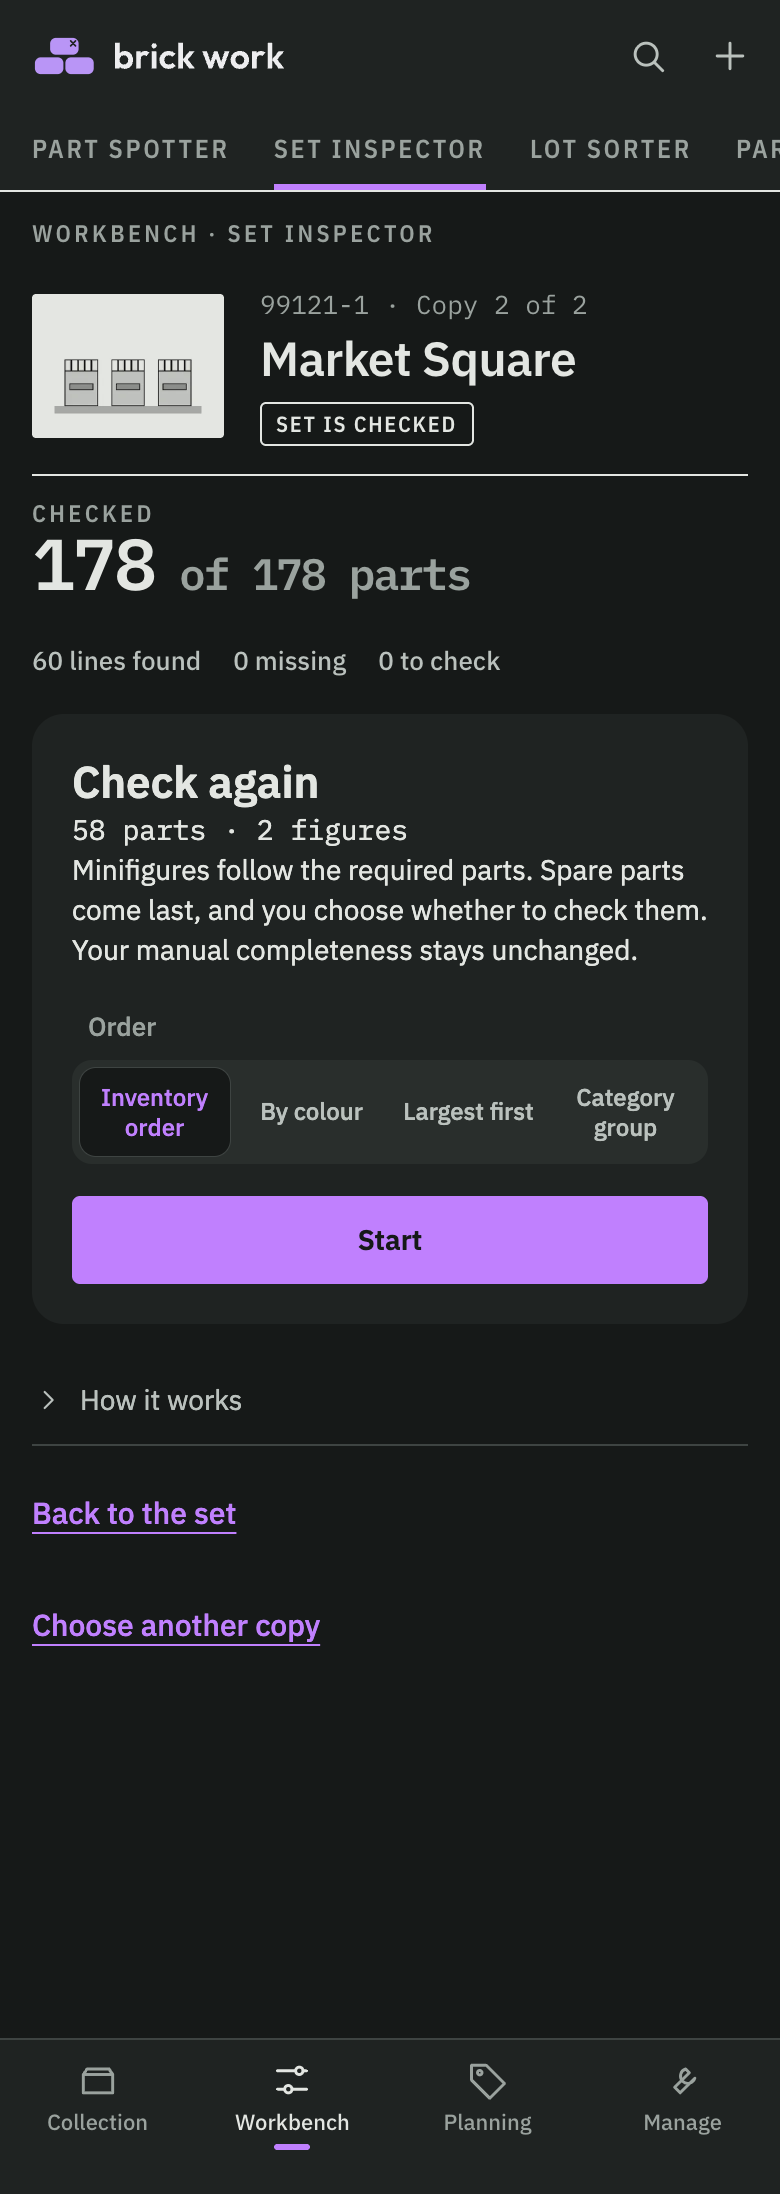 brick work
PART SPOTTER SET INSPECTOR LOT SORTER PAR
WORKBENCH · SET INSPECTOR
99121-1 · Copy 2 of 2
Market Square
SET IS CHECKED
CHECKED
178 of 178 parts
60 lines found 0 missing 0 to check
Check again
58 parts · 2 figures
Minifigures follow the required parts. Spare parts
come last, and you choose whether to check them.
Your manual completeness stays unchanged.
Order
Inventory
order
By colour
Largest first
Category
group
Start
How it works
Back to the set
Choose another copy
Collection Workbench Planning Manage